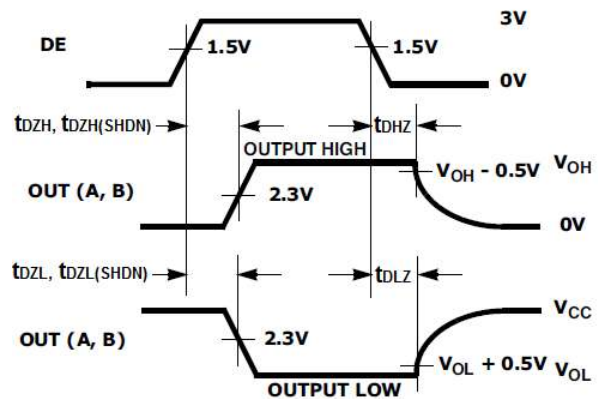 3V
DE
1.5V
1.5V
0V
tDZH, tDZH(SHDN)
tDHZ
OUTPUT HIGH
VOH - 0.5V
VOH
OUT (A, B)
2.3V
0V
tDZL, tDZL(SHDN)
tDLZ
VCC
OUT (A, B)
2.3V
VOL + 0.5V
VOL
OUTPUT LOW